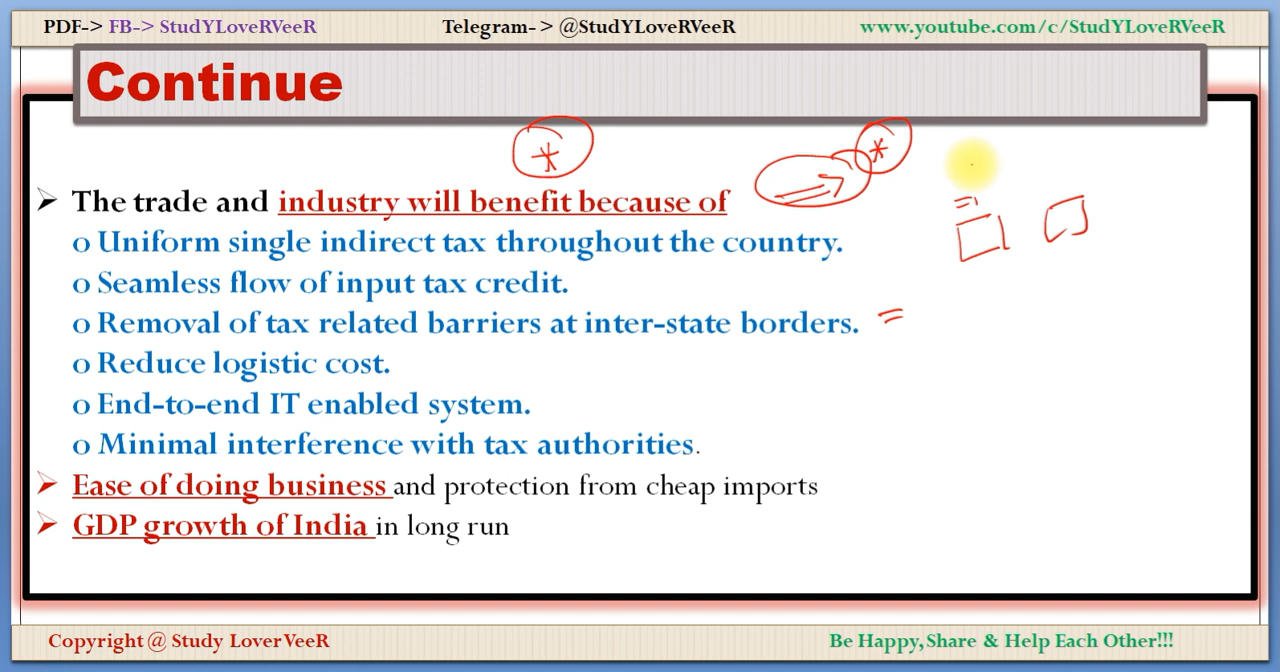 PDF-> FB-> StudYLoveRVeeR Telegram- > @StudYLoveRVeeR www.youtube.com/c/StudYLoveRVeeR
Continue
➢ The trade and industry will benefit because of
o Uniform single indirect tax throughout the country.
o Seamless flow of input tax credit.
o Removal of tax related barriers at inter-state borders.
o Reduce logistic cost.
o End-to-end IT enabled system.
o Minimal interference with tax authorities.
➢ Ease of doing business and protection from cheap imports
➢ GDP growth of India in long run
Copyright @ Study LoverVeeR Be Happy,Share & Help Each Other!!!